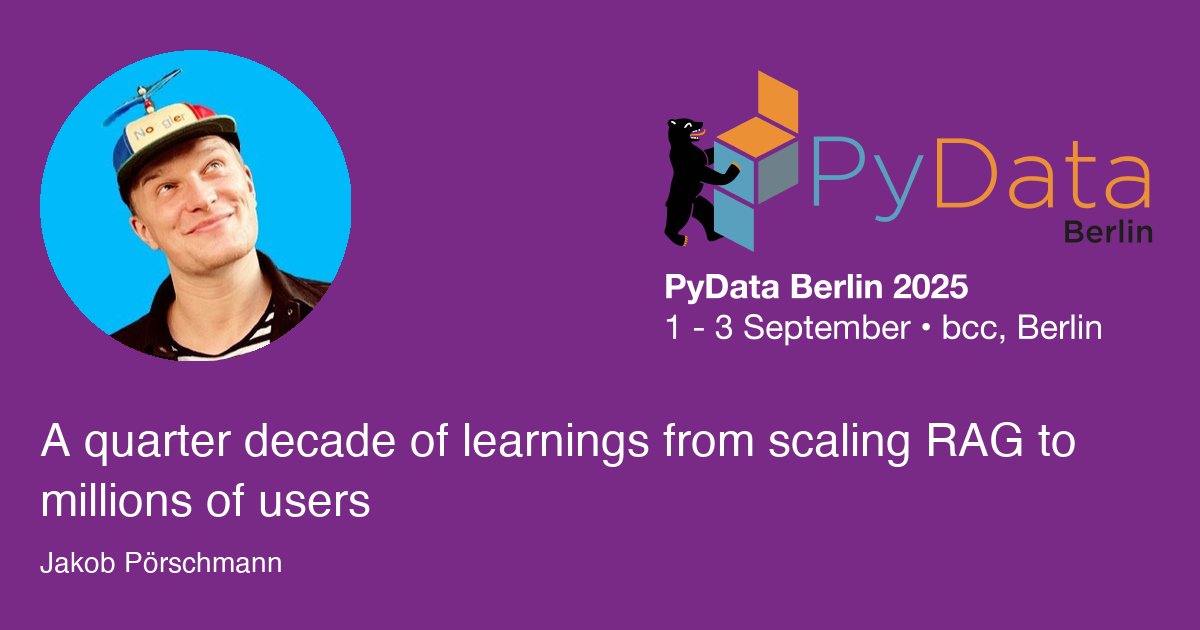 Noogler
PyData
Berlin
PyData Berlin 2025
1 - 3 September • bcc, Berlin
A quarter decade of learnings from scaling RAG to
millions of users
Jakob Pörschmann